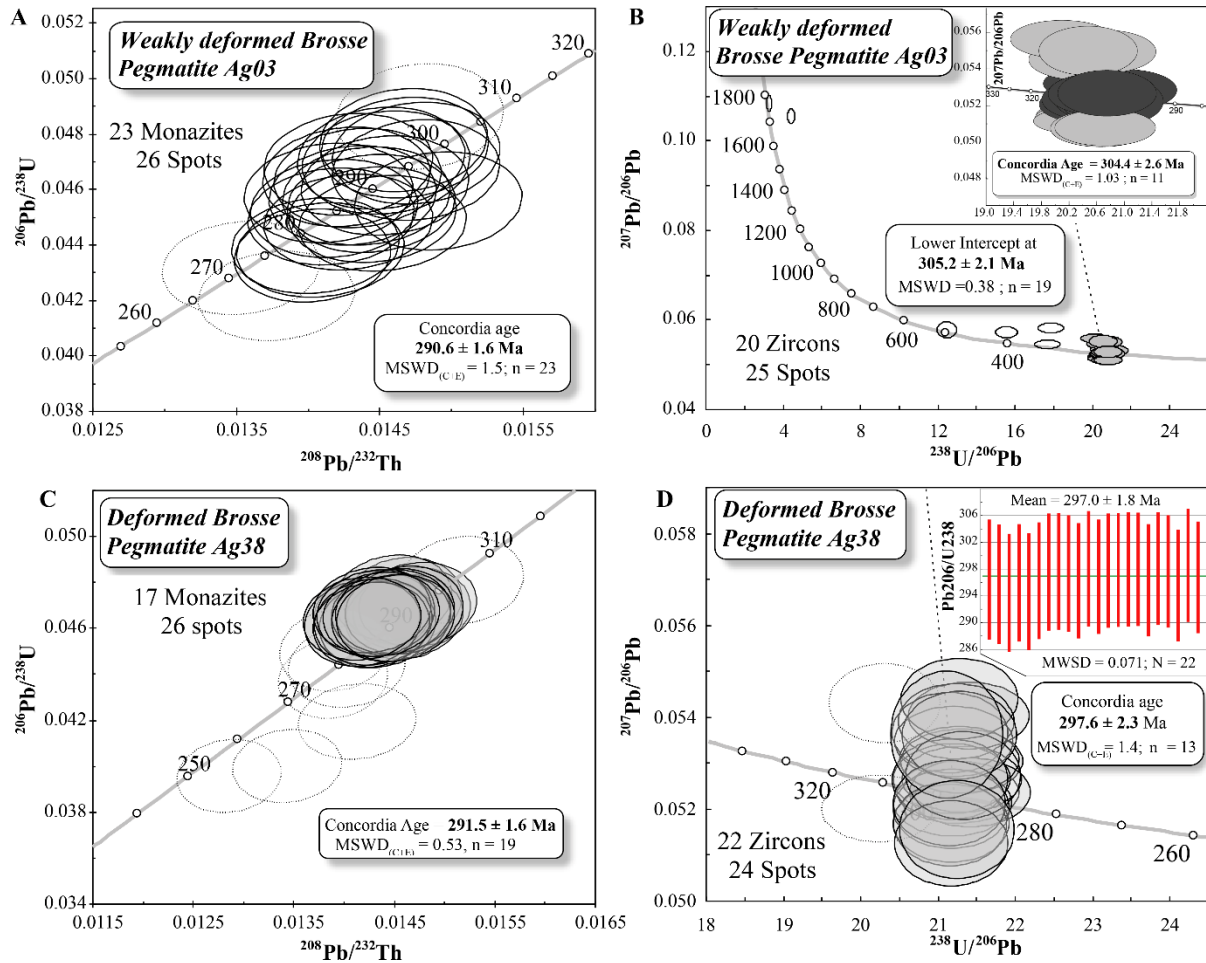 A
Weakly deformed Brosse
Pegmatite Ag03
23 Monazites
26 Spots
0.052
0.050
0.048
0.046
0.044
0.042
0.040
0.038
²⁰⁶Pb/²³⁸U
320
310
300
290
280
270
260
Concordia age
290.6 ± 1.6 Ma
MSWD(C+E) = 1.5; n = 23
0.0125
0.0135
0.0145
0.0155
²⁰⁸Pb/²³²Th
B
Weakly deformed
Brosse Pegmatite Ag03
0.12
0.10
0.08
0.06
0.04
²⁰⁷Pb/²⁰⁶Pb
1800
1600
1400
1200
1000
800
600
400
207Pb/206Pb
0.056
0.054
0.052
0.050
0.048
330
320
290
Concordia Age = 304.4 ± 2.6 Ma
MSWD(C+E) = 1.03 ; n = 11
19.0 19.4 19.8 20.2 20.6 21.0 21.4 21.8
Lower Intercept at
305.2 ± 2.1 Ma
MSWD =0.38 ; n = 19
20 Zircons
25 Spots
0
4
8
12
16
20
24
²³⁸U/²⁰⁶Pb
C
Deformed Brosse
Pegmatite Ag38
17 Monazites
26 spots
0.050
0.046
0.042
0.038
0.034
²⁰⁶Pb/²³⁸U
310
290
270
250
Concordia Age = 291.5 ± 1.6 Ma
MSWD(C+E) = 0.53, n = 19
0.0115
0.0125
0.0135
0.0145
0.0155
0.0165
²⁰⁸Pb/²³²Th
D
Deformed Brosse
Pegmatite Ag38
0.058
0.056
0.054
0.052
0.050
²⁰⁷Pb/²⁰⁶Pb
Mean = 297.0 ± 1.8 Ma
Pb206/U238
306
302
298
294
290
286
MWSD = 0.071; N = 22
Concordia age
297.6 ± 2.3 Ma
MSWD(C+E) = 1.4; n = 13
320
280
260
22 Zircons
24 Spots
18
19
20
21
22
23
24
²³⁸U/²⁰⁶Pb